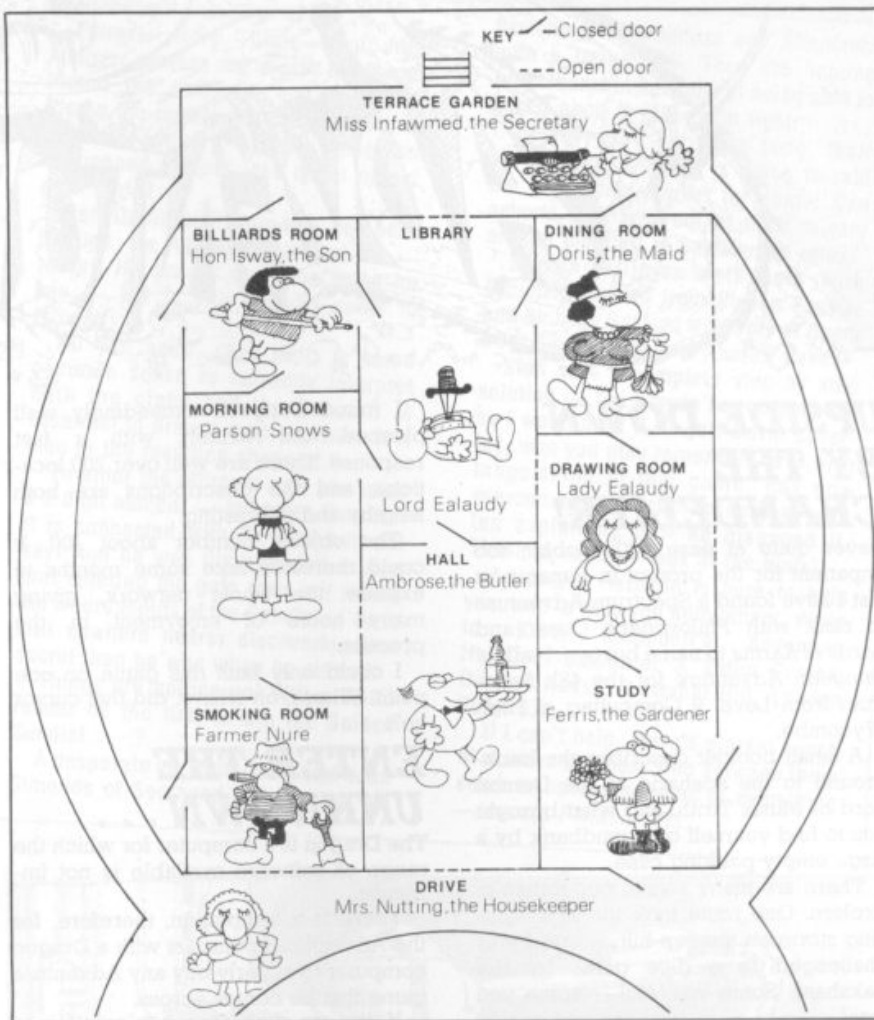 KEY Closed door
Open door
TERRACE GARDEN
Miss Infawmed, the Secretary
BILLIARDS ROOM
Hon Isway, the Son
LIBRARY
DINING ROOM
Doris, the Maid
MORNING ROOM
Parson Snows
Lord Ealaudy
DRAWING ROOM
Lady Ealaudy
HALL
Ambrose, the Butler
SMOKING ROOM
Farmer Nure
STUDY
Ferris, the Gardener
DRIVE
Mrs. Nutting, the Housekeeper